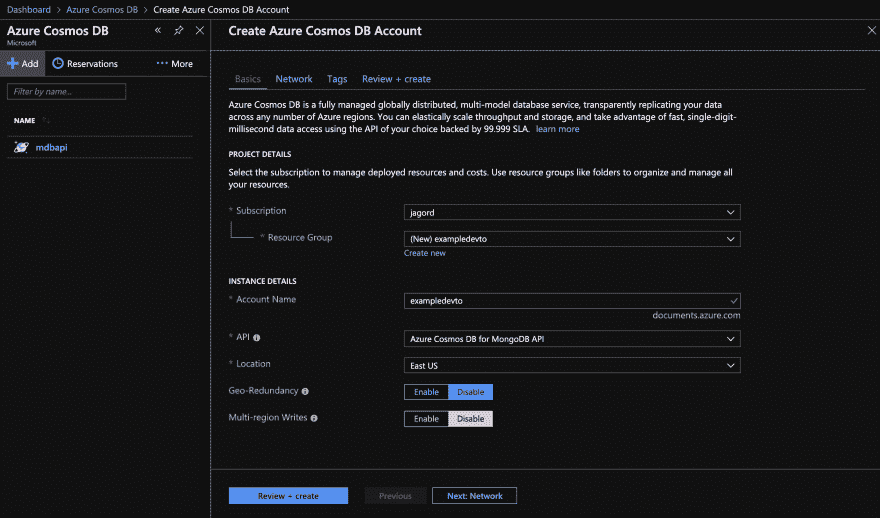 Dashboard > Azure Cosmos DB > Create Azure Cosmos DB Account
Azure Cosmos DB
Microsoft
Add Reservations More
Filter by name...
NAME
mdbapi
Create Azure Cosmos DB Account
Basics Network Tags Review + create
Azure Cosmos DB is a fully managed globally distributed, multi-model database service, transparently replicating your data
across any number of Azure regions. You can elastically scale throughput and storage, and take advantage of fast, single-digit-
millisecond data access using the API of your choice backed by 99.999 SLA. learn more
PROJECT DETAILS
Select the subscription to manage deployed resources and costs. Use resource groups like folders to organize and manage all
your resources.
* Subscription jagord
* Resource Group (New) exampledevto
Create new
INSTANCE DETAILS
* Account Name exampledevto
documents.azure.com
* API Azure Cosmos DB for MongoDB API
* Location East US
Geo-Redundancy Enable Disable
Multi-region Writes Enable Disable
Review + create Previous Next: Network